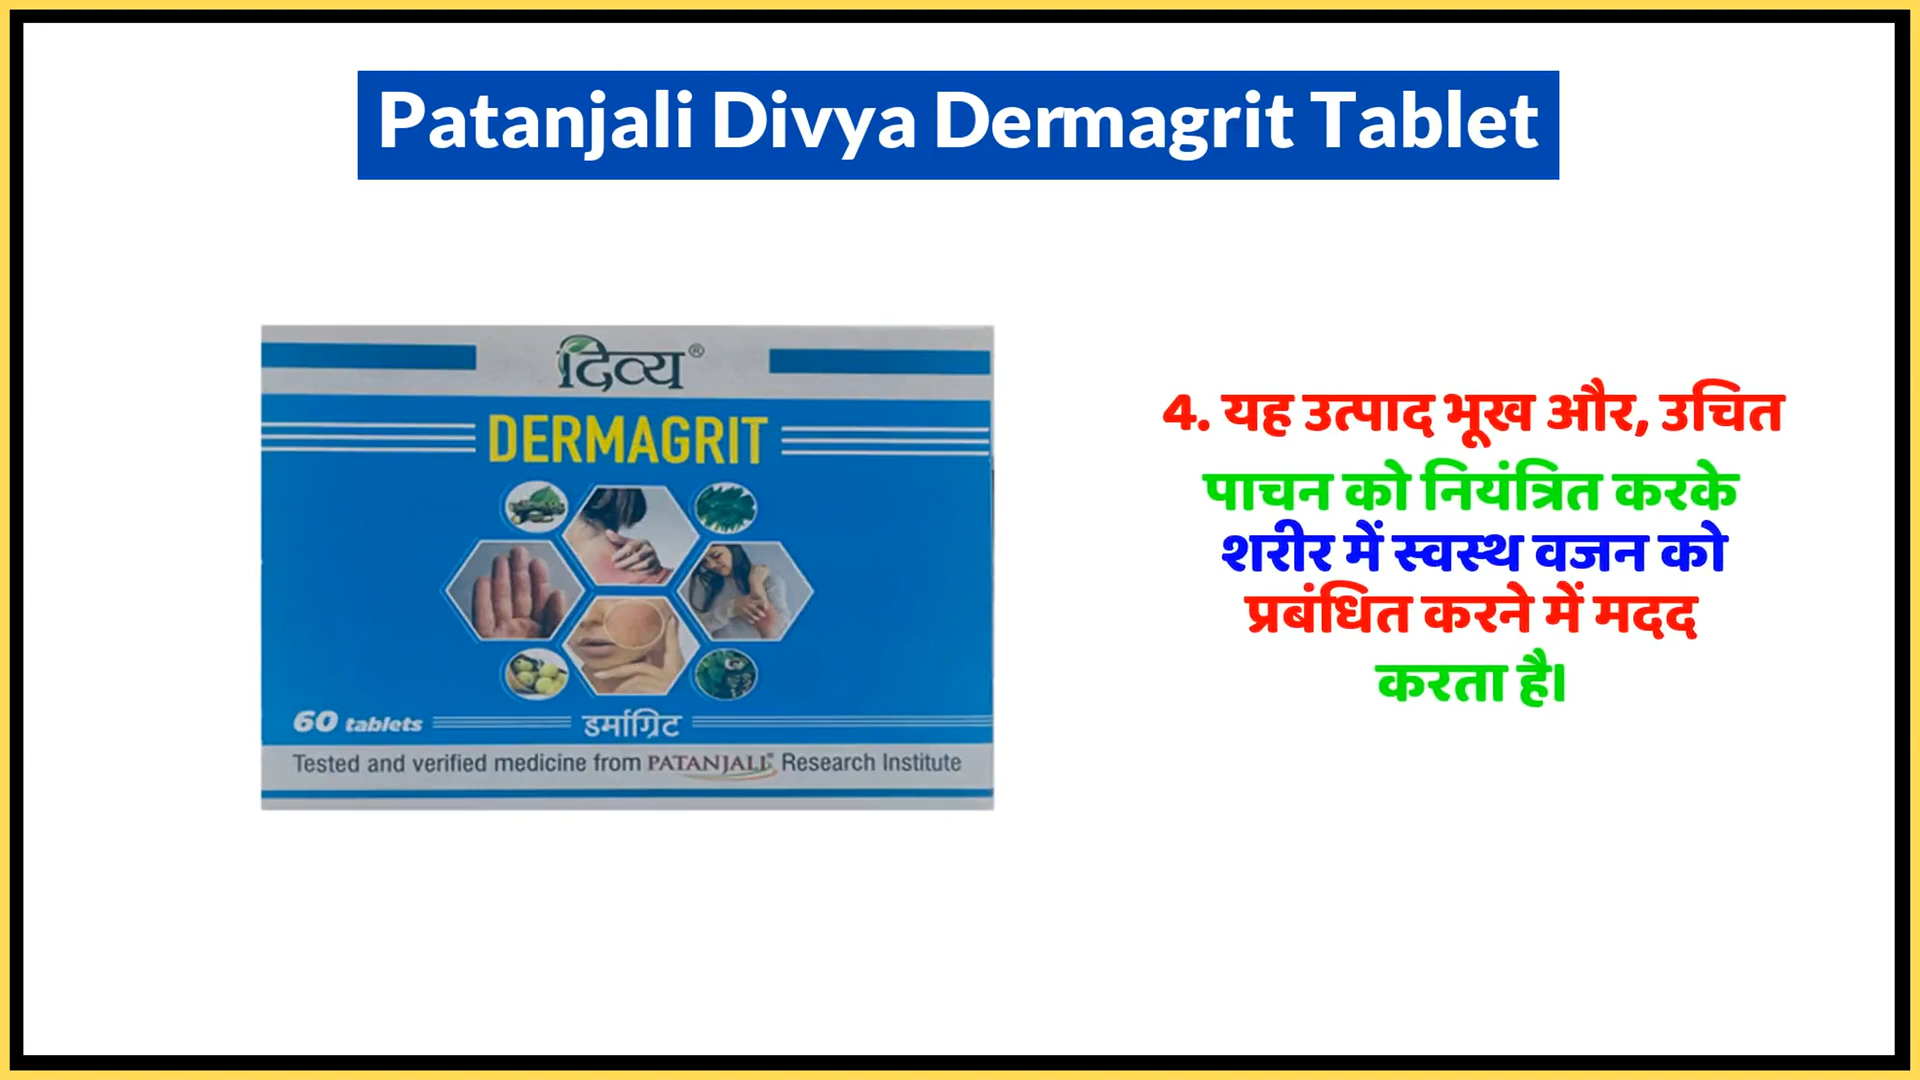 Patanjali Divya Dermagrit Tablet
दिव्य®
DERMAGRIT
60 tablets
डर्माग्रिट
Tested and verified medicine from PATANJALI® Research Institute
4. यह उत्पाद भूख और, उचित
पाचन को नियंत्रित करके
शरीर में स्वस्थ वजन को
प्रबंधित करने में मदद
करता है।